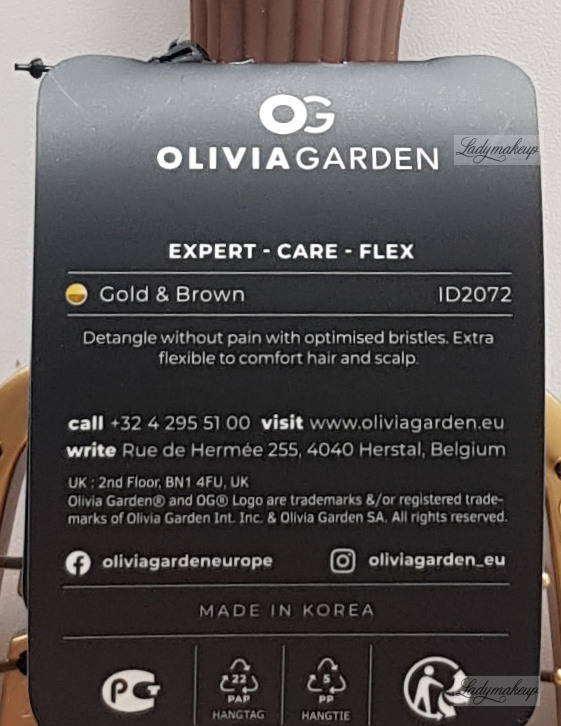 OG
OLIVIAGARDEN
Ladymakeup
EXPERT - CARE - FLEX
Gold & Brown ID2072
Detangle without pain with optimised bristles. Extra
flexible to comfort hair and scalp.
call +32 4 295 51 00 visit www.oliviagarden.eu
write Rue de Hermée 255, 4040 Herstal, Belgium
UK : 2nd Floor, BN1 4FU, UK
Olivia Garden® and OG® Logo are trademarks &/or registered trade-
marks of Olivia Garden Int. Inc. & Olivia Garden SA. All rights reserved.
oliviagardeneurope oliviagarden_eu
MADE IN KOREA
22 5
PAP PP
HANGTAG HANGTIE
Ladymakeup